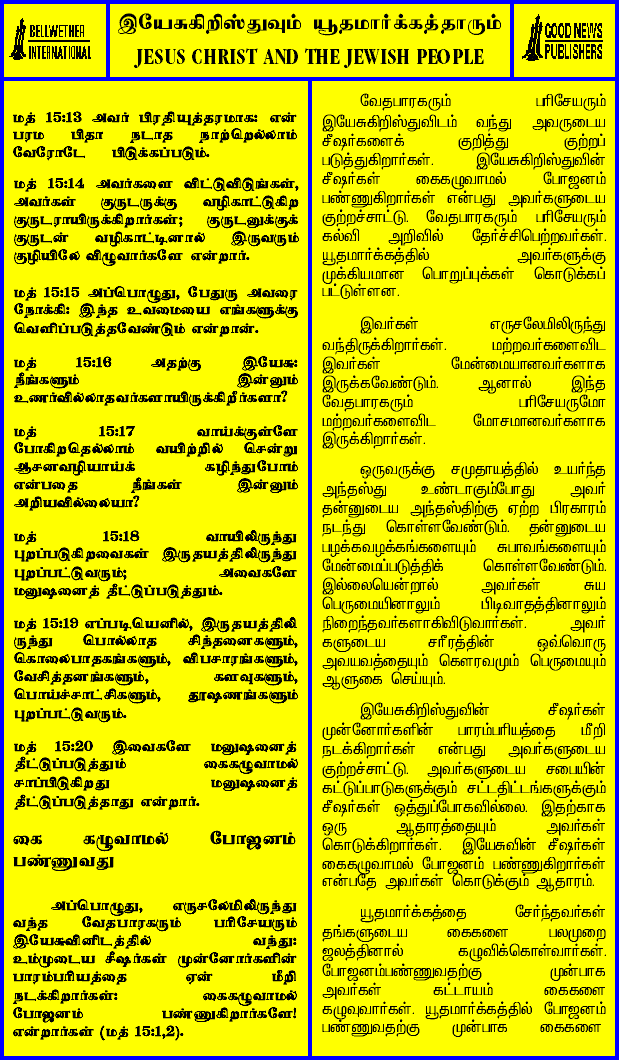 BELLWETHER
INTERNATIONAL
இயேசுகிறிஸ்துவும் யூதமார்க்கத்தாரும்
JESUS CHRIST AND THE JEWISH PEOPLE
GOOD NEWS
PUBLISHERS
மத் 15:13 அவர் பிரதியுத்தரமாக: என்
பரம பிதா நடாத நாற்றெல்லாம்
வேரோடே பிடுக்கப்படும்.
மத் 15:14 அவர்களை விட்டுவிடுங்கள்,
அவர்கள் குருடருக்கு வழிகாட்டுகிற
குருடராயிருக்கிறார்கள்; குருடனுக்குக்
குருடன் வழிகாட்டினால் இருவரும்
குழியிலே விழுவார்களே என்றார்.
மத் 15:15 அப்பொழுது, பேதுரு அவரை
நோக்கி: இந்த உவமையை எங்களுக்கு
வெளிப்படுத்தவேண்டும் என்றான்.
மத் 15:16 அதற்கு இயேசு:
நீங்களும் இன்னும்
உணர்வில்லாதவர்களாயிருக்கிறீர்களா?
மத் 15:17 வாய்க்குள்ளே
போகிறதெல்லாம் வயிற்றில் சென்று
ஆசனவழியாய்க் கழிந்துபோம்
என்பதை நீங்கள் இன்னும்
அறியவில்லையா?
மத் 15:18 வாயிலிருந்து
புறப்படுகிறவைகள் இருதயத்திலிருந்து
புறப்பட்டுவரும்; அவைகளே
மனுஷனைத் தீட்டுப்படுத்தும்.
மத் 15:19 எப்படியெனில், இருதயத்திலி
ருந்து பொல்லாத சிந்தனைகளும்,
கொலைபாதகங்களும், விபசாரங்களும்,
வேசித்தனங்களும், களவுகளும்,
பொய்ச்சாட்சிகளும், தூஷணங்களும்
புறப்பட்டுவரும்.
மத் 15:20 இவைகளே மனுஷனைத்
தீட்டுப்படுத்தும் கைகழுவாமல்
சாப்பிடுகிறது மனுஷனைத்
தீட்டுப்படுத்தாது என்றார்.
கை கழுவாமல் போஜனம்
பண்ணுவது
அப்பொழுது, எருசலேமிலிருந்து
வந்த வேதபாரகரும் பரிசேயரும்
இயேசுவினிடத்தில் வந்து:
உம்முடைய சீஷர்கள் முன்னோர்களின்
பாரம்பரியத்தை ஏன் மீறி
நடக்கிறார்கள்: கைகழுவாமல்
போஜனம் பண்ணுகிறார்களே!
என்றார்கள் (மத் 15:1,2).
வேதபாரகரும் பரிசேயரும்
இயேசுகிறிஸ்துவிடம் வந்து அவருடைய
சீஷர்களைக் குறித்து குற்றப்
படுத்துகிறார்கள். இயேசுகிறிஸ்துவின்
சீஷர்கள் கைகழுவாமல் போஜனம்
பண்ணுகிறார்கள் என்பது அவர்களுடைய
குற்றச்சாட்டு. வேதபாரகரும் பரிசேயரும்
கல்வி அறிவில் தேர்ச்சிபெற்றவர்கள்.
யூதமார்க்கத்தில் அவர்களுக்கு
முக்கியமான பொறுப்புக்கள் கொடுக்கப்
பட்டுள்ளன.
இவர்கள் எருசலேமிலிருந்து
வந்திருக்கிறார்கள். மற்றவர்களைவிட
இவர்கள் மேன்மையானவர்களாக
இருக்கவேண்டும். ஆனால் இந்த
வேதபாரகரும் பரிசேயருமோ
மற்றவர்களைவிட மோசமானவர்களாக
இருக்கிறார்கள்.
ஒருவருக்கு சமுதாயத்தில் உயர்ந்த
அந்தஸ்து உண்டாகும்போது அவர்
தன்னுடைய அந்தஸ்திற்கு ஏற்ற பிரகாரம்
நடந்து கொள்ளவேண்டும். தன்னுடைய
பழக்கவழக்கங்களையும் சுபாவங்களையும்
மேன்மைப்படுத்திக் கொள்ளவேண்டும்.
இல்லையென்றால் அவர்கள் சுய
பெருமையினாலும் பிடிவாதத்தினாலும்
நிறைந்தவர்களாகிவிடுவார்கள். அவர்
களுடைய சரீரத்தின் ஒவ்வொரு
அவயவத்தையும் கௌரவமும் பெருமையும்
ஆளுகை செய்யும்.
இயேசுகிறிஸ்துவின் சீஷர்கள்
முன்னோர்களின் பாரம்பரியத்தை மீறி
நடக்கிறார்கள் என்பது அவர்களுடைய
குற்றச்சாட்டு. அவர்களுடைய சபையின்
கட்டுப்பாடுகளுக்கும் சட்டதிட்டங்களுக்கும்
சீஷர்கள் ஒத்துப்போகவில்லை. இதற்காக
ஒரு ஆதாரத்தையும் அவர்கள்
கொடுக்கிறார்கள். இயேசுவின் சீஷர்கள்
கைகழுவாமல் போஜனம் பண்ணுகிறார்கள்
என்பதே அவர்கள் கொடுக்கும் ஆதாரம்.
யூதமார்க்கத்தை சேர்ந்தவர்கள்
தங்களுடைய கைகளை பலமுறை
ஜலத்தினால் கழுவிக்கொள்வார்கள்.
போஜனம்பண்ணுவதற்கு முன்பாக
அவர்கள் கட்டாயம் கைகளை
கழுவுவார்கள். யூதமார்க்கத்தில் போஜனம்
பண்ணுவதற்கு முன்பாக கைகளை